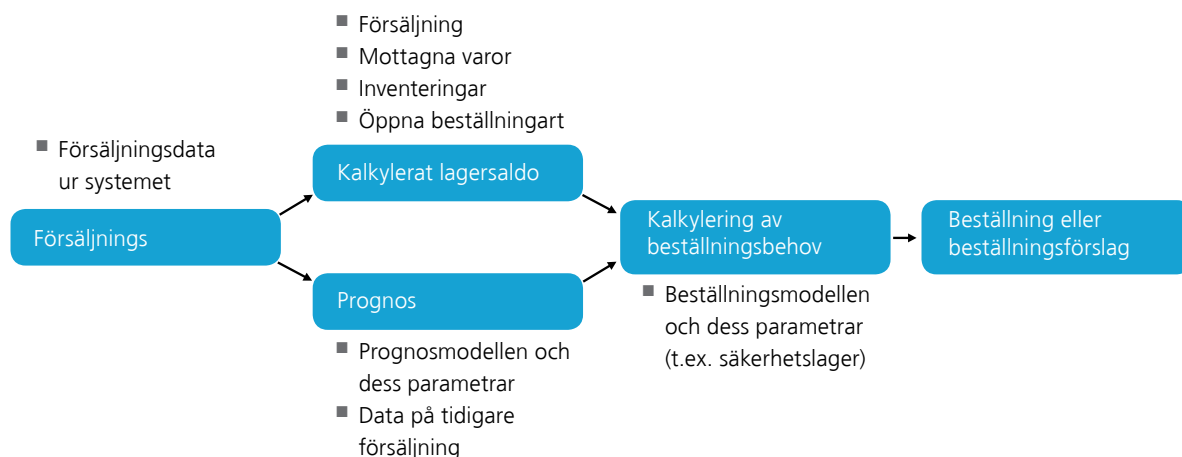 Försäljning
Mottagna varor
Inventeringar
Öppna beställningart
Försäljningsdata
ur systemet
Kalkylerat lagersaldo
Försäljnings
Kalkylering av
beställningsbehov
Beställning eller
beställningsförslag
Prognos
Beställningsmodellen
och dess parametrar
(t.ex. säkerhetslager)
Prognosmodellen och
dess parametrar
Data på tidigare
försäljning